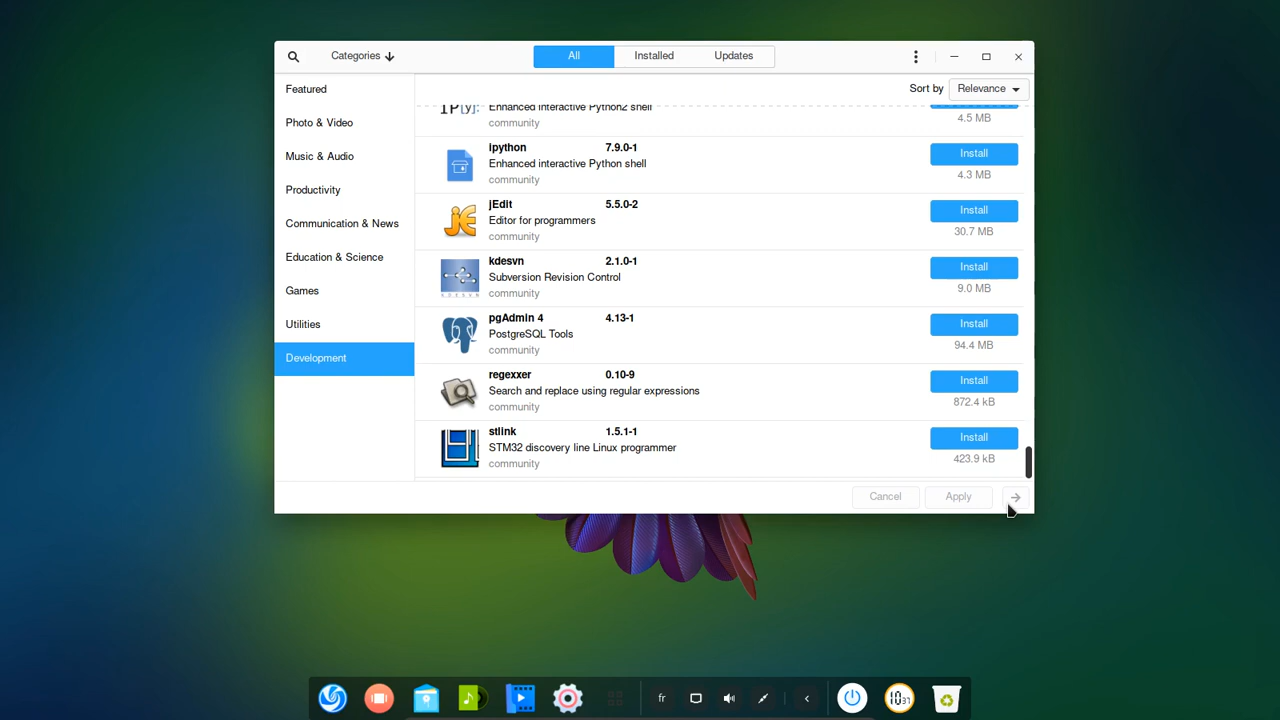 Categories
All
Installed
Updates
Featured
Photo & Video
Music & Audio
Productivity
Communication & News
Education & Science
Games
Utilities
Development
Sort by
Relevance
IP[y]:
Enhanced interactive Python2 shell
community
4.5 MB
ipython 7.9.0-1
Enhanced interactive Python shell
community
Install
4.3 MB
jEdit 5.5.0-2
Editor for programmers
community
Install
30.7 MB
kdesvn 2.1.0-1
Subversion Revision Control
community
KDESVN
Install
9.0 MB
pgAdmin 4 4.13-1
PostgreSQL Tools
community
Install
94.4 MB
regexxer 0.10-9
Search and replace using regular expressions
community
Install
872.4 kB
stlink 1.5.1-1
STM32 discovery line Linux programmer
community
Install
423.9 kB
Cancel
Apply
fr